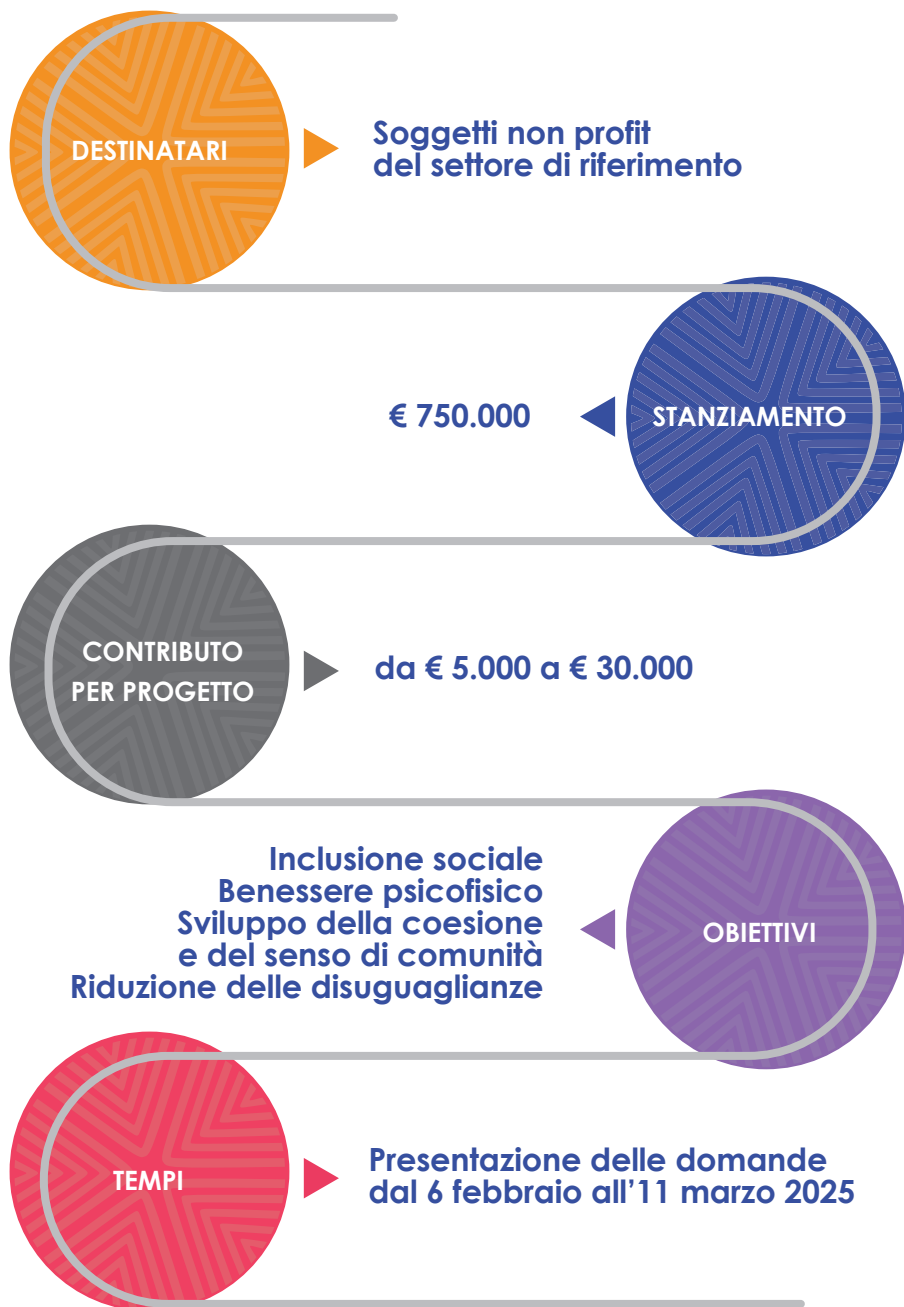 DESTINATARI
Soggetti non profit
del settore di riferimento
€ 750.000
STANZIAMENTO
CONTRIBUTO
PER PROGETTO
da € 5.000 a € 30.000
Inclusione sociale
Benessere psicofisico
Sviluppo della coesione
e del senso di comunità
Riduzione delle disuguaglianze
OBIETTIVI
TEMPI
Presentazione delle domande
dal 6 febbraio all’11 marzo 2025